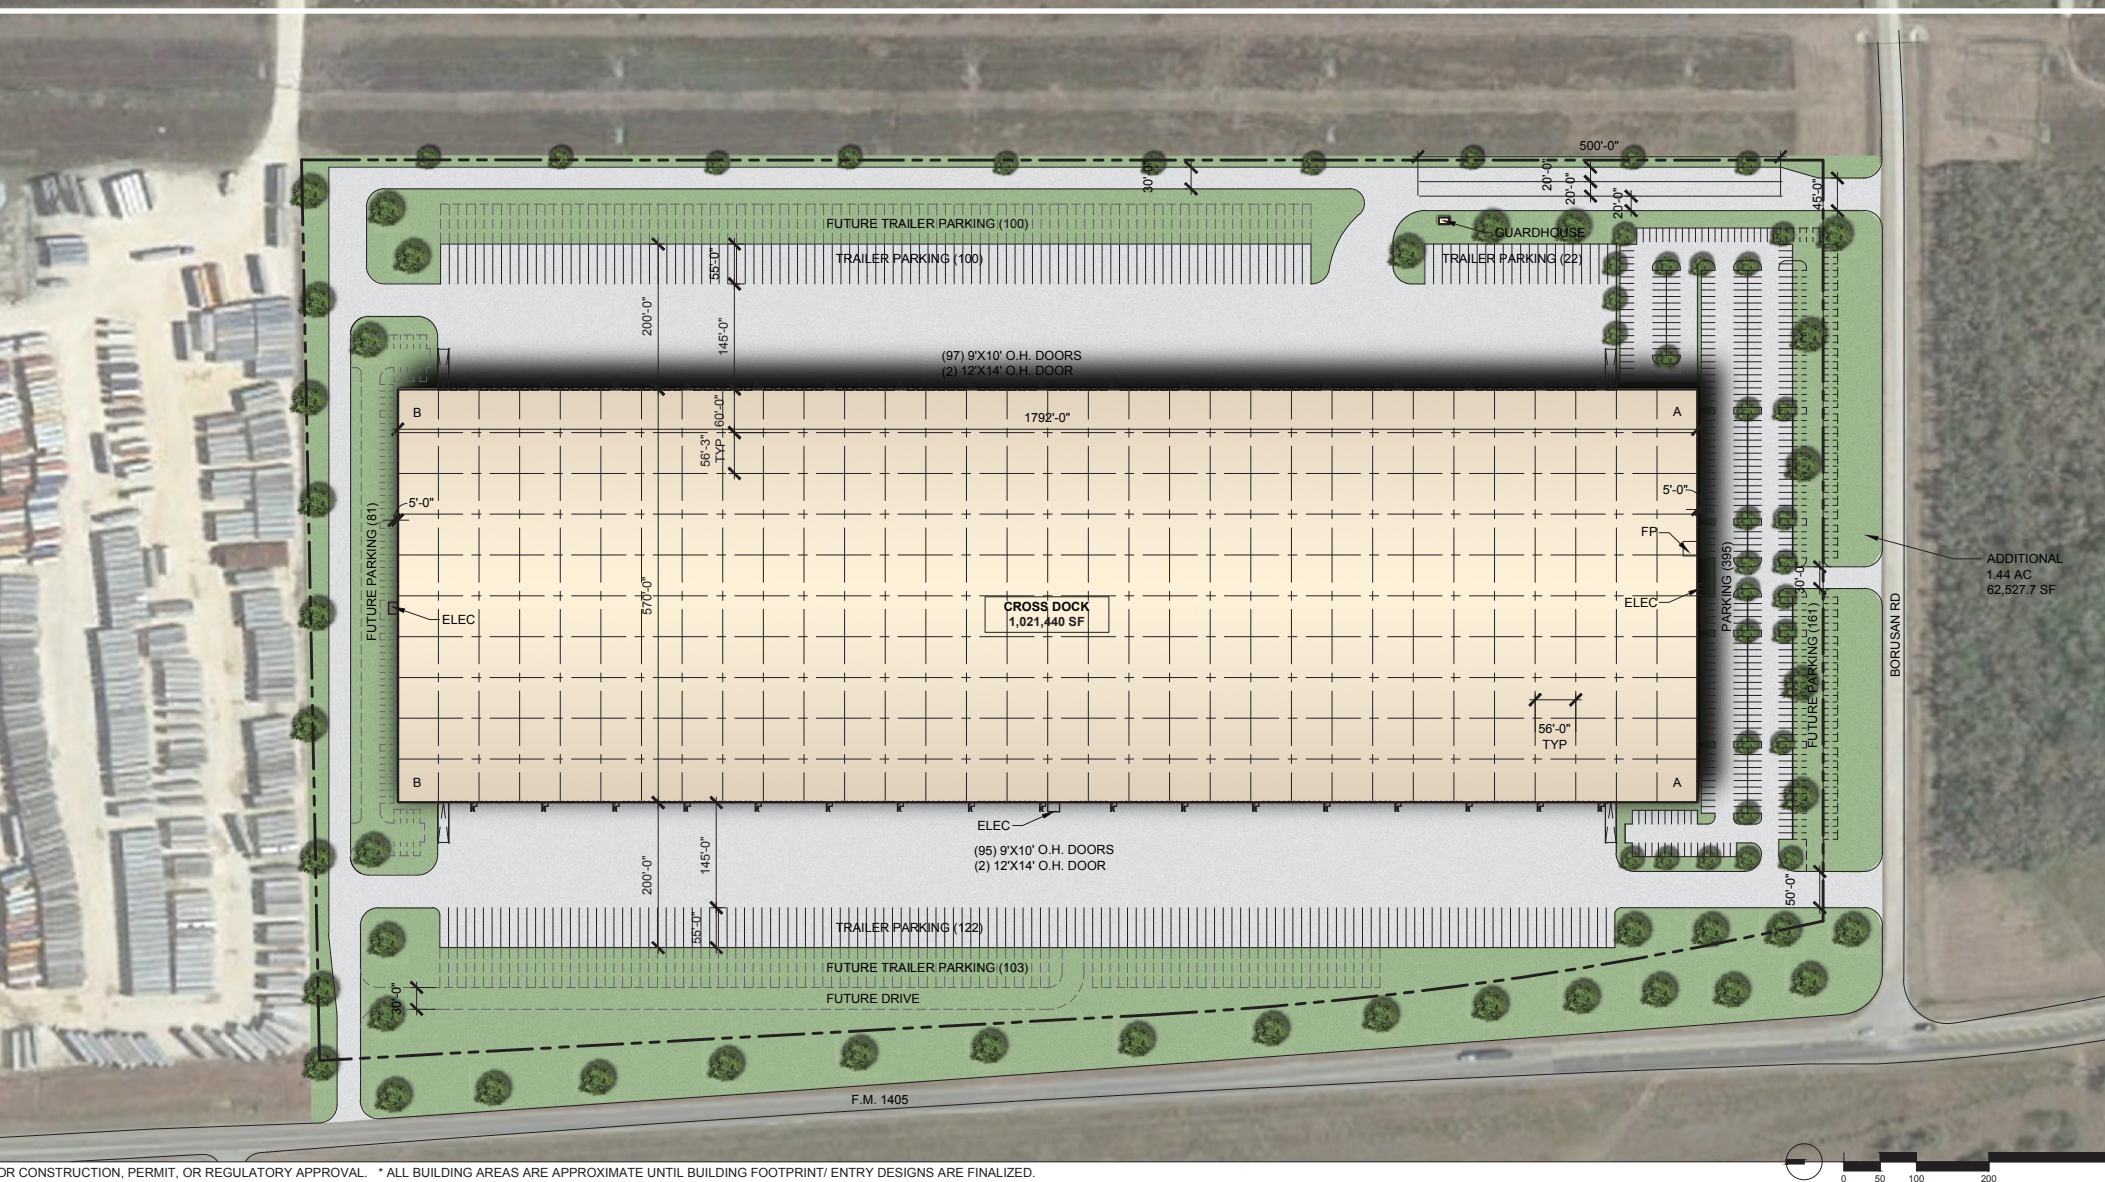 500'-0"
30'-0"
20'-0"
20'-0"
20'-0"
45'-0"
FUTURE TRAILER PARKING (100)
GUARDHOUSE
TRAILER PARKING (100)
TRAILER PARKING (22)
55'-0"
200'-0"
145'-0"
(97) 9'X10' O.H. DOORS
(2) 12'X14' O.H. DOOR
B
60'-0"
1792'-0"
A
56'-3"
TYP
5'-0"
5'-0"
FUTURE PARKING (81)
FP
PARKING (395)
ADDITIONAL
1.44 AC
62,527.7 SF
30'-0"
570'-0"
CROSS DOCK
1,021,440 SF
ELEC
ELEC
FUTURE PARKING (161)
BORUSAN RD
56'-0"
TYP
B
A
ELEC
(95) 9'X10' O.H. DOORS
(2) 12'X14' O.H. DOOR
200'-0"
145'-0"
50'-0"
55'-0"
TRAILER PARKING (122)
FUTURE TRAILER PARKING (103)
30'-0"
FUTURE DRIVE
F.M. 1405
OR CONSTRUCTION, PERMIT, OR REGULATORY APPROVAL. * ALL BUILDING AREAS ARE APPROXIMATE UNTIL BUILDING FOOTPRINT/ ENTRY DESIGNS ARE FINALIZED.
0 50 100 200